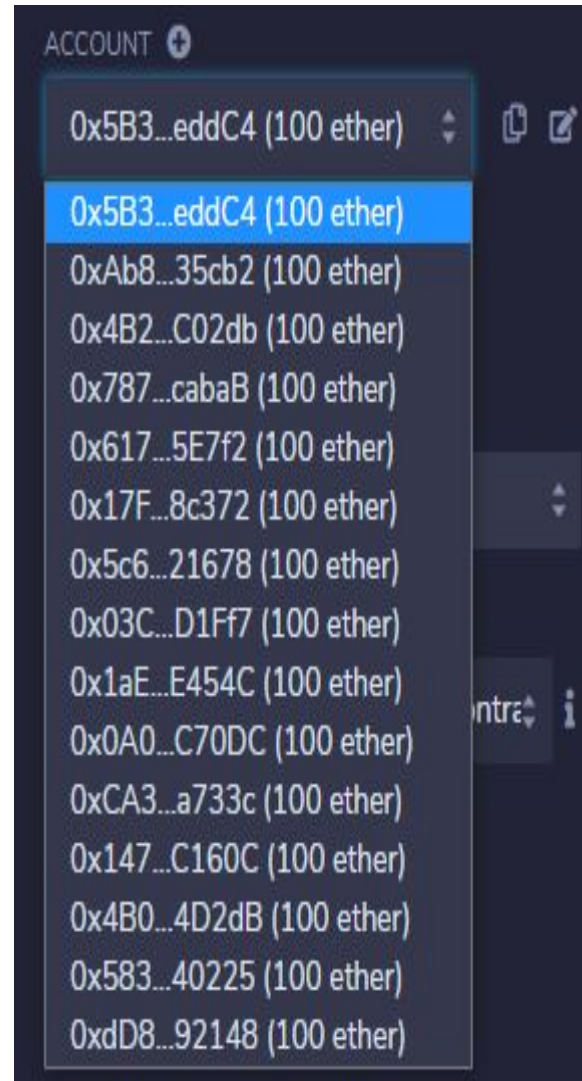 ACCOUNT
0x5B3...eddC4 (100 ether)
0x5B3...eddC4 (100 ether)
0xAb8...35cb2 (100 ether)
0x4B2...C02db (100 ether)
0x787...cabaB (100 ether)
0x617...5E7f2 (100 ether)
0x17F...8c372 (100 ether)
0x5c6...21678 (100 ether)
0x03C...D1Ff7 (100 ether)
0x1aE...E454C (100 ether)
0x0A0...C70DC (100 ether)
0xCA3...a733c (100 ether)
0x147...C160C (100 ether)
0x4B0...4D2dB (100 ether)
0x583...40225 (100 ether)
0xdD8...92148 (100 ether)